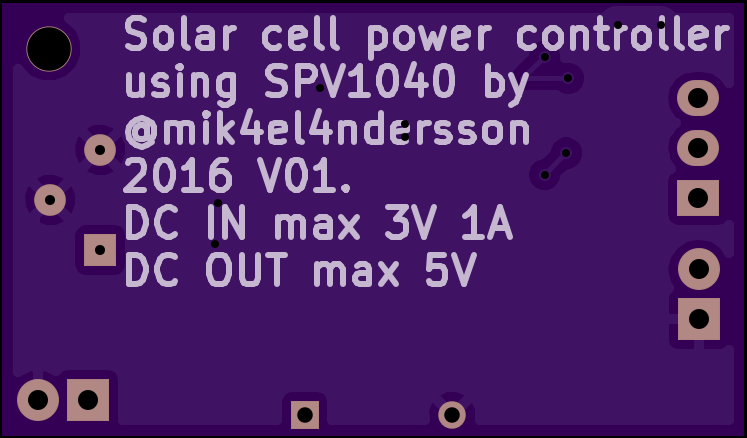 Solar cell power controller
using SPV1040 by
@mik4el4ndersson
2016 V01.
DC IN max 3V 1A
DC OUT max 5V